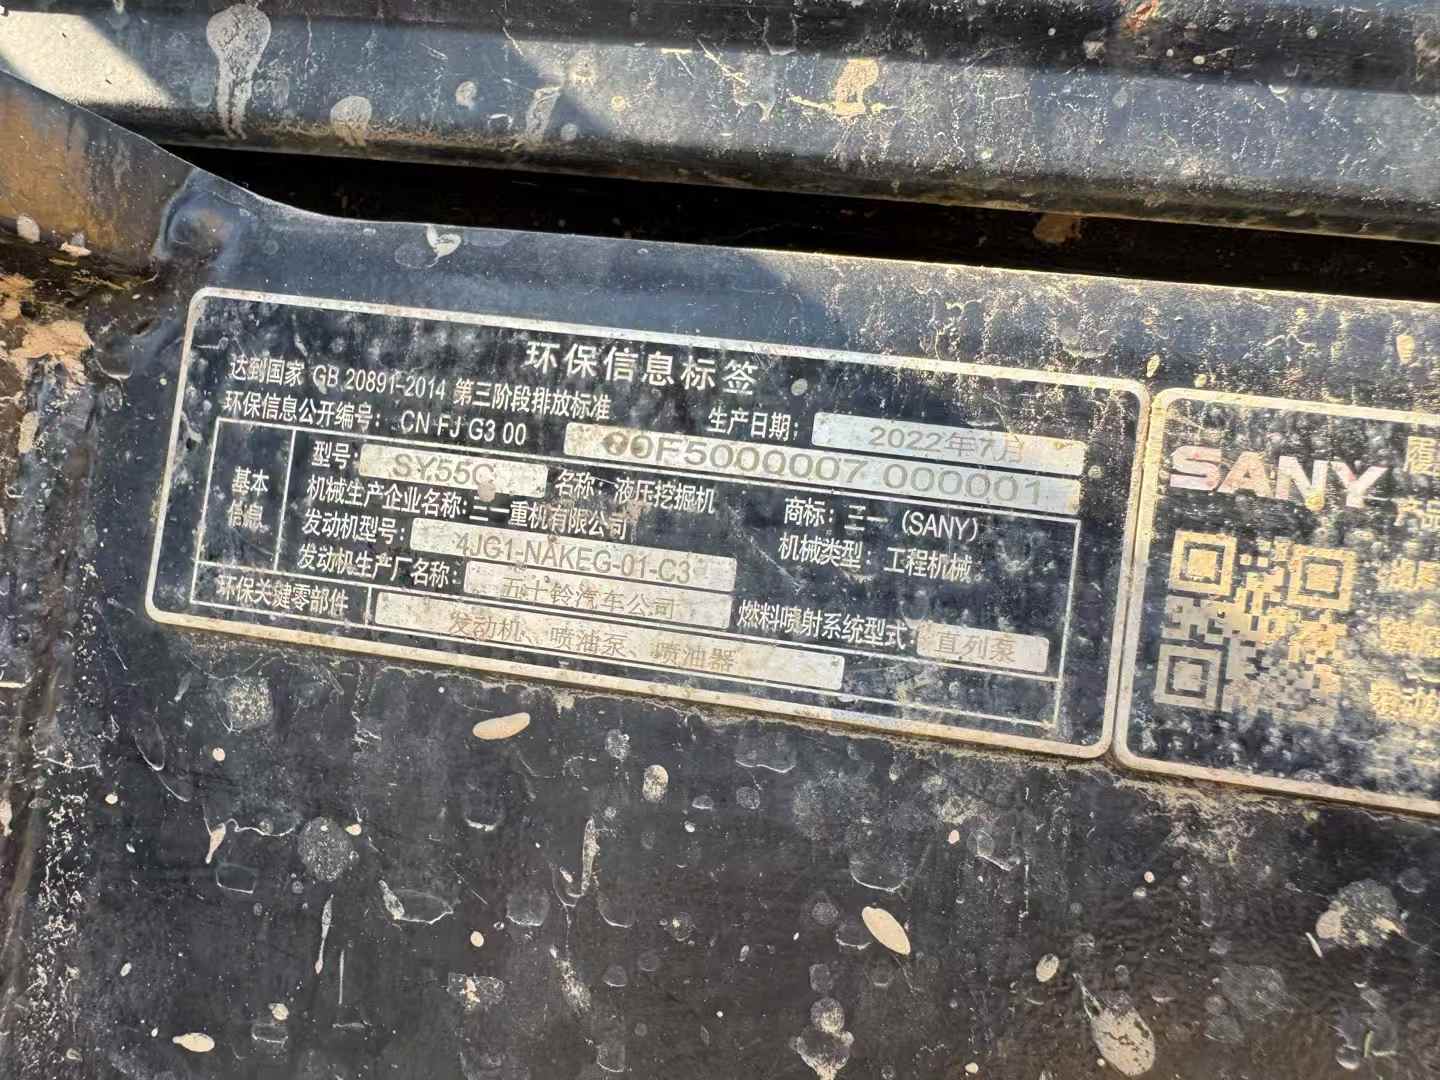 环保信息标签
达到国家 GB 20891-2014 第三阶段排放标准
生产日期: 2022年7月
环保信息公开编号: CN FJ G3 00 0F5000007 000001
基本信息
型号: SY55C 名称: 液压挖掘机 商标: 三一 (SANY)
机械生产企业名称: 三一重机有限公司 机械类型: 工程机械
发动机型号: 4JG1-NAKEG-01-C3
发动机生产厂名称: 五十铃汽车公司 燃料喷射系统型式 直列泵
环保关键零部件 发动机、喷油泵、喷油器
SANY
履
产品